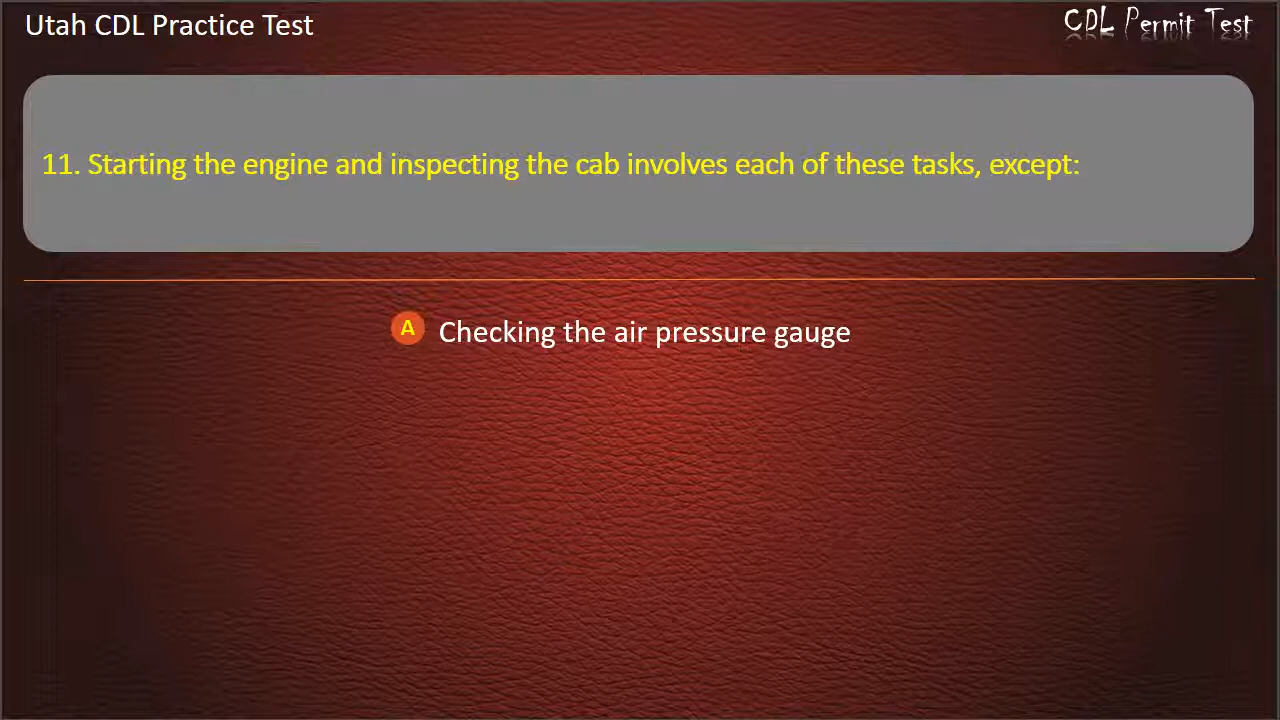 Utah CDL Practice Test
CDL Permit Test
11. Starting the engine and inspecting the cab involves each of these tasks, except:
A Checking the air pressure gauge